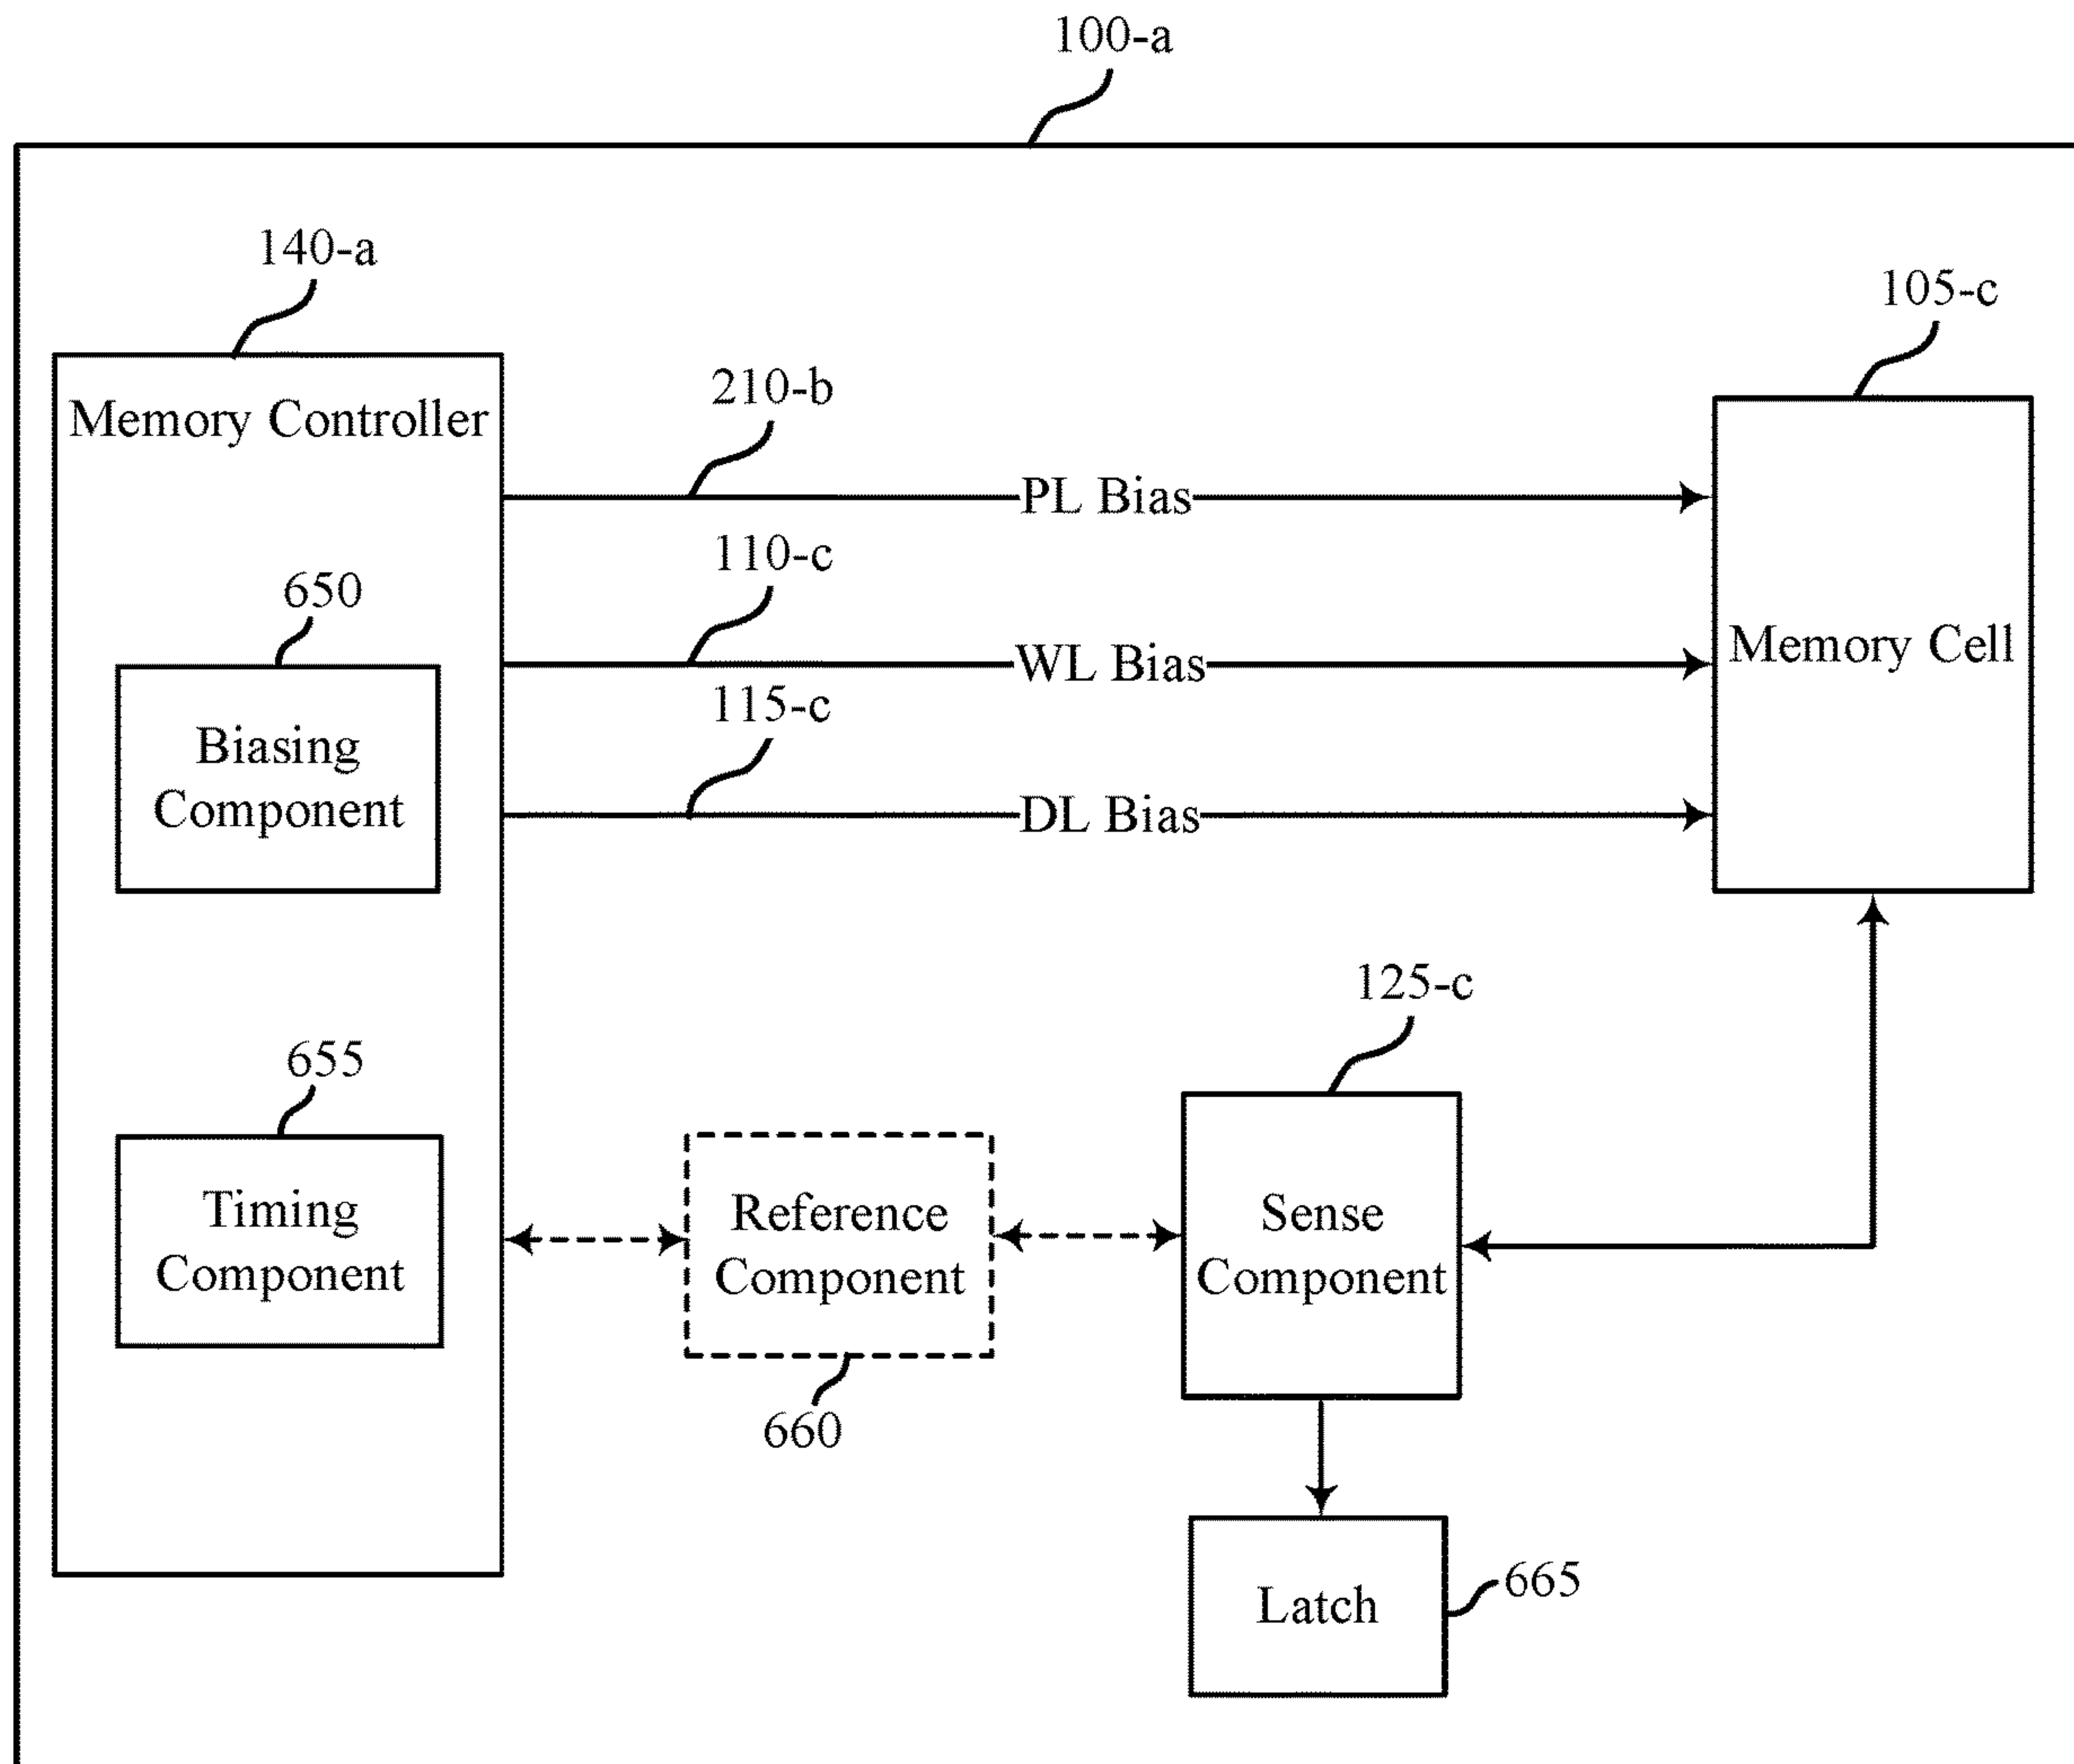 100-a
140-a
105-c
Memory Controller
210-b
PL Bias
110-c
WL Bias
115-c
DL Bias
Memory Cell
650
Biasing
Component
125-c
655
Timing
Component
Reference
Component
660
Sense
Component
Latch
665